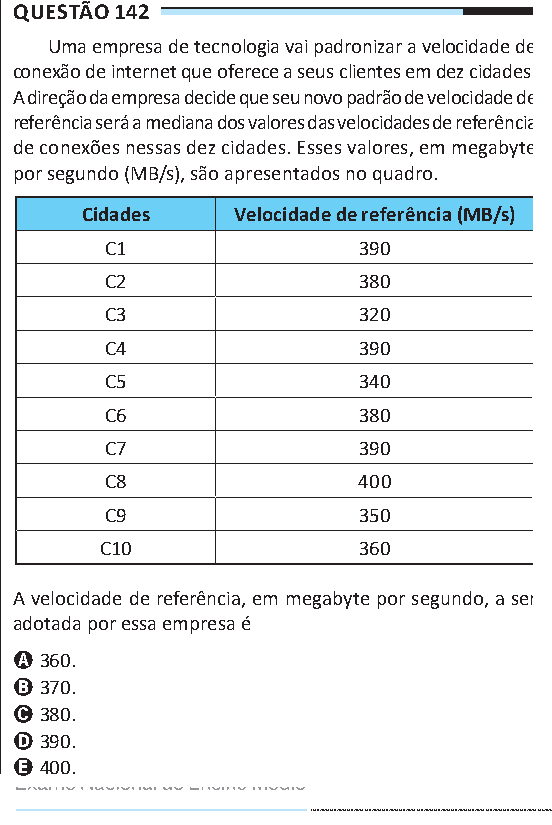 QUESTÃO 142
Uma empresa de tecnologia vai padronizar a velocidade de
conexão de internet que oferece a seus clientes em dez cidades
A direção da empresa decide que seu novo padrão de velocidade de
referência será a mediana dos valores das velocidades de referência
de conexões nessas dez cidades. Esses valores, em megabyte
por segundo (MB/s), são apresentados no quadro.
Cidades Velocidade de referência (MB/s)
C1 390
C2 380
C3 320
C4 390
C5 340
C6 380
C7 390
C8 400
C9 350
C10 360
A velocidade de referência, em megabyte por segundo, a ser
adotada por essa empresa é
A 360.
B 370.
C 380.
D 390.
E 400.